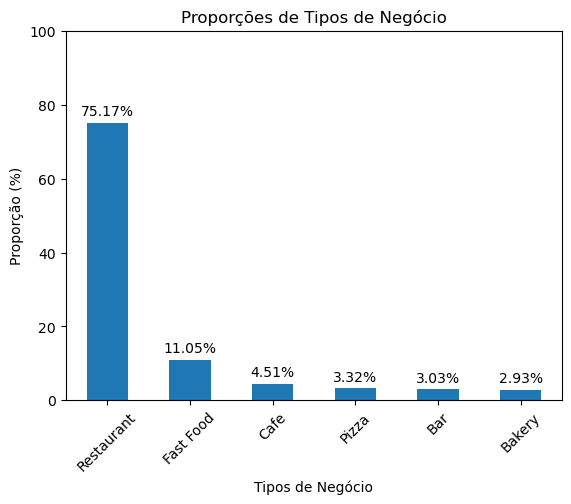 Proporções de Tipos de Negócio
100
80
60
40
20
0
Proporção (%)
75.17%
11.05%
4.51%
3.32%
3.03%
2.93%
Restaurant
Fast Food
Cafe
Pizza
Bar
Bakery
Tipos de Negócio